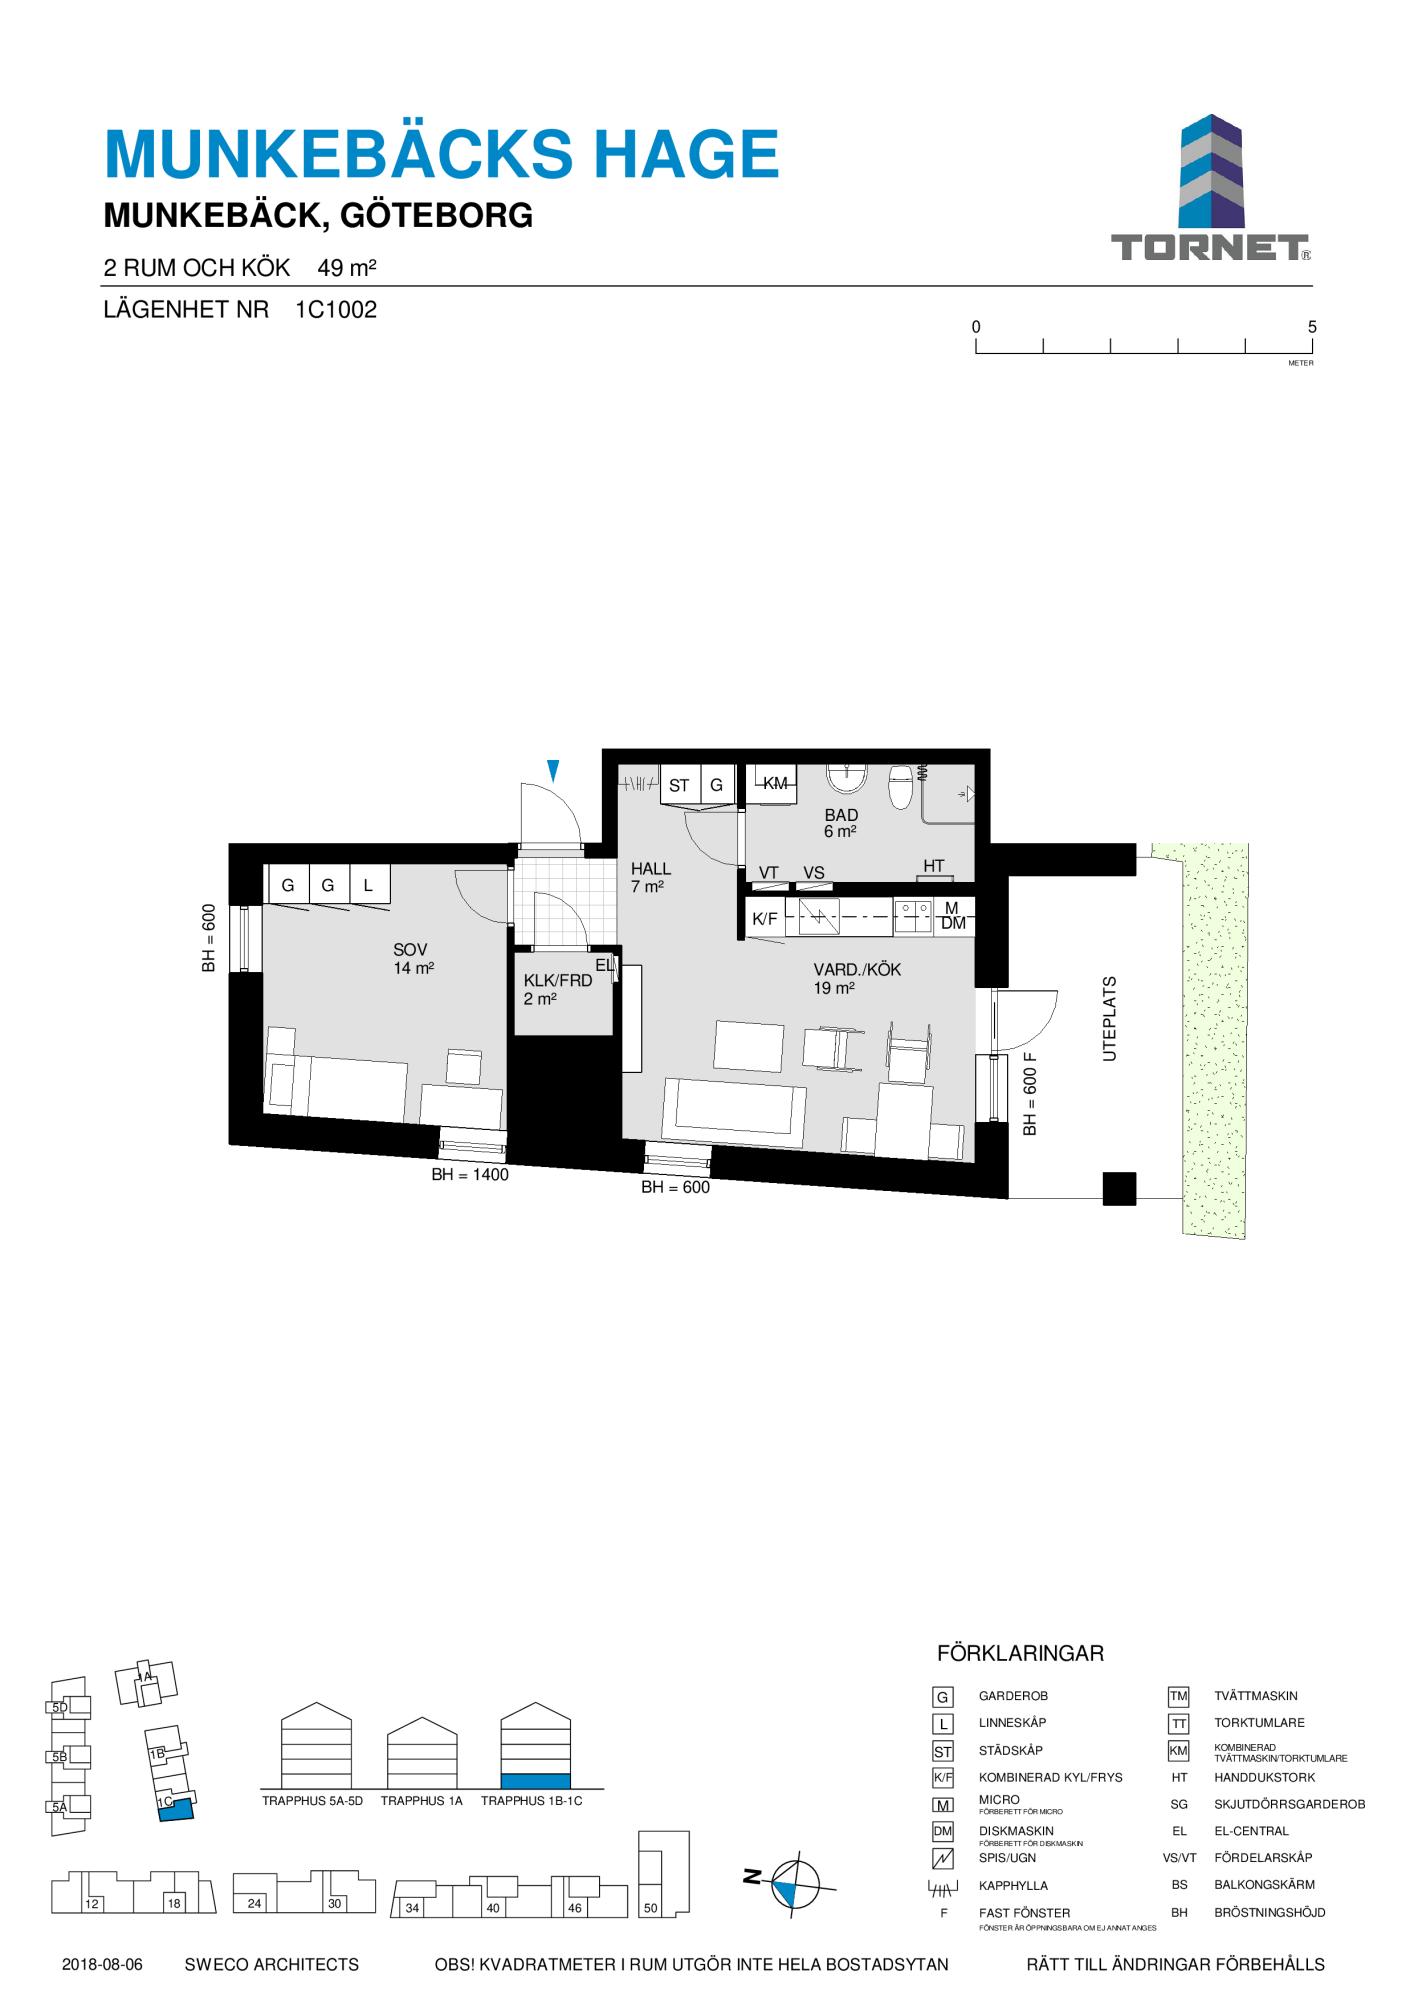 MUNKEBÄCKS HAGE
MUNKEBÄCK, GÖTEBORG
2 RUM OCH KÖK 49 m²
LÄGENHET NR 1C1002
TORNET®
0 5
METER
ST G KM
BAD
6 m²
HALL
7 m²
VT VS HT
G G L
K/F M
DM
BH = 600
SOV
14 m²
EL
KLK/FRD
2 m²
VARD./KÖK
19 m²
UTEPLATS
BH = 600 F
BH = 1400
BH = 600
FÖRKLARINGAR
G GARDEROB
L LINNESKÅP
ST STÄDSKÅP
K/F KOMBINERAD KYL/FRYS
M MICRO
FÖRBERETT FÖR MICRO
DM DISKMASKIN
FÖRBERETT FÖR DISKMASKIN
SPIS/UGN
KAPPHYLLA
F FAST FÖNSTER
FÖNSTER ÄR ÖPPNINGSBARA OM EJ ANNAT ANGES
TM TVÄTTMASKIN
TT TORKTUMLARE
KM KOMBINERAD
TVÄTTMASKIN/TORKTUMLARE
HT HANDDUKSTORK
SG SKJUTDÖRRSGARDEROB
EL EL-CENTRAL
VS/VT FÖRDELARSKÅP
BS BALKONGSKÄRM
BH BRÖSTNINGSHÖJD
1A
5D
1B
5B
1C
5A
TRAPPHUS 5A-5D TRAPPHUS 1A TRAPPHUS 1B-1C
12 18 24 30 34 40 46 50
N
2018-08-06 SWECO ARCHITECTS OBS! KVADRATMETER I RUM UTGÖR INTE HELA BOSTADSYTAN RÄTT TILL ÄNDRINGAR FÖRBEHÅLLS